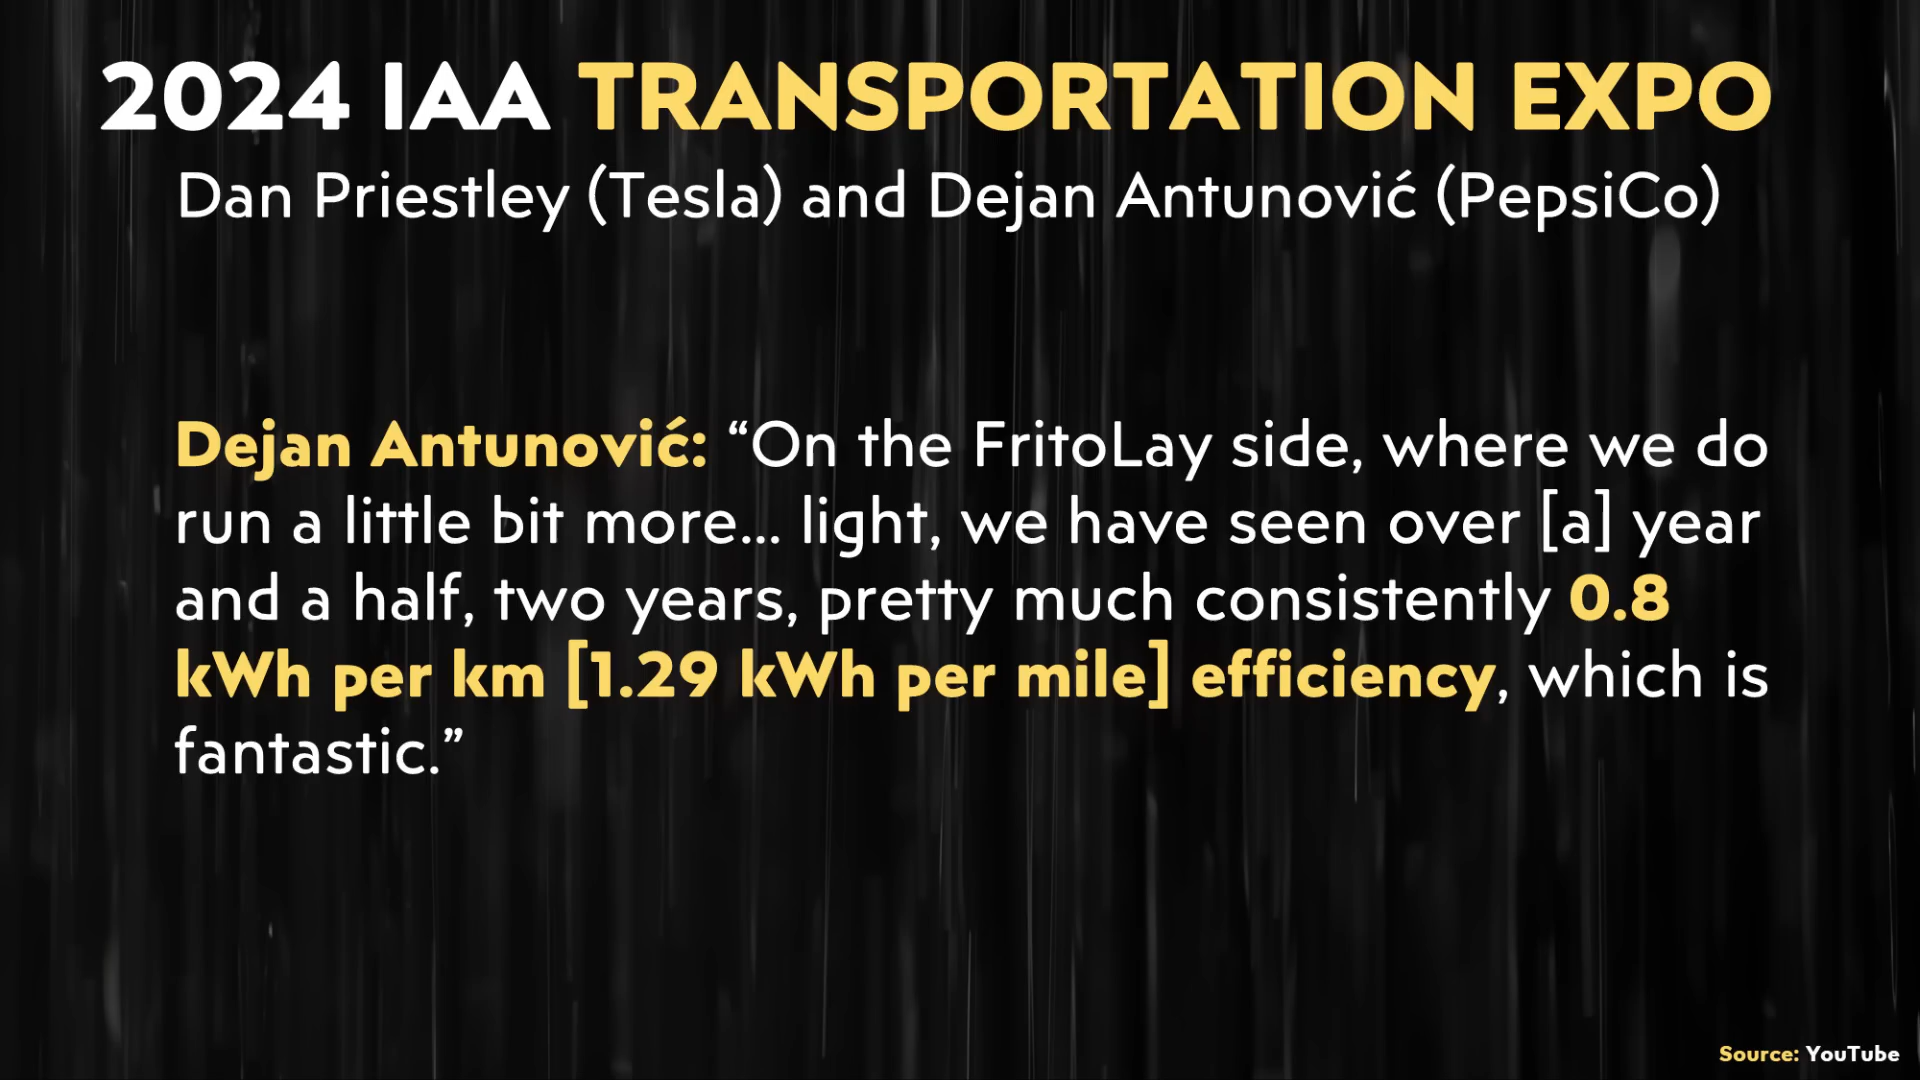 2024 IAA TRANSPORTATION EXPO
Dan Priestley (Tesla) and Dejan Antunović (PepsiCo)
Dejan Antunović: “On the FritoLay side, where we do
run a little bit more... light, we have seen over [a] year
and a half, two years, pretty much consistently 0.8
kWh per km [1.29 kWh per mile] efficiency, which is
fantastic.”
Source: YouTube